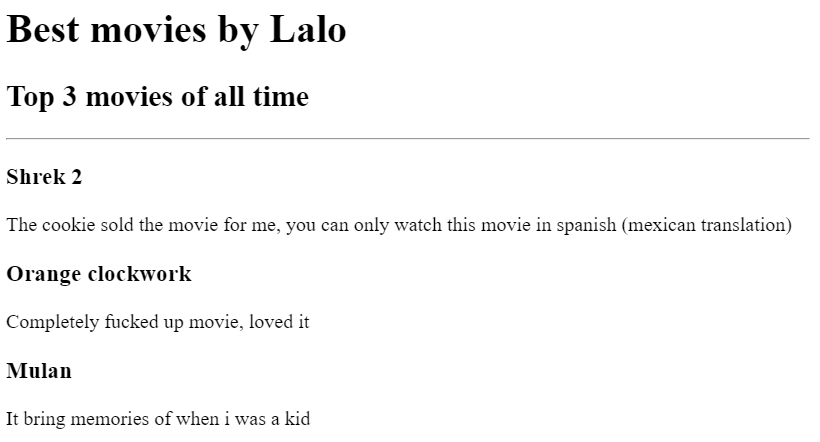 Best movies by Lalo
Top 3 movies of all time
Shrek 2
The cookie sold the movie for me, you can only watch this movie in spanish (mexican translation)
Orange clockwork
Completely fucked up movie, loved it
Mulan
It bring memories of when i was a kid